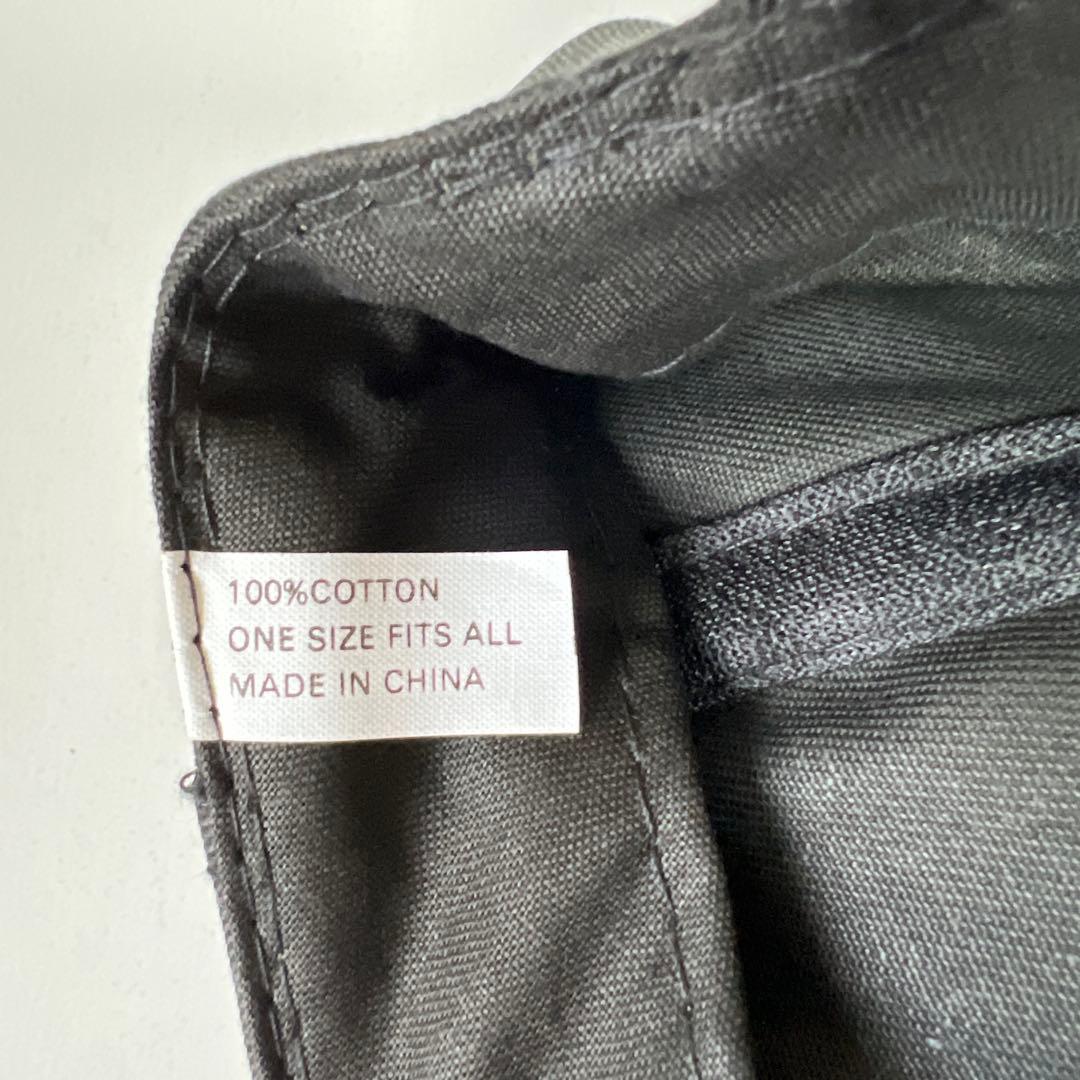 100%COTTON
ONE SIZE FITS ALL
MADE IN CHINA